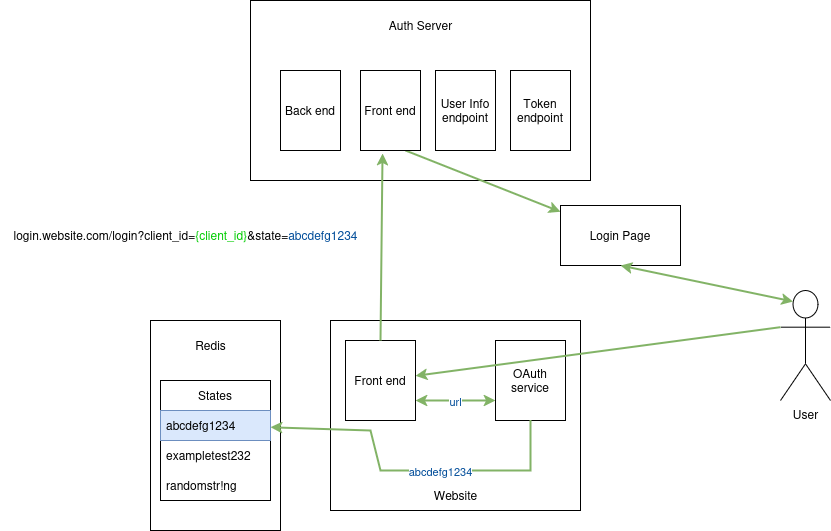 Auth Server
Back end
Front end
User Info
endpoint
Token
endpoint
login.website.com/login?client_id={client_id}&state=abcdefg1234
Login Page
Redis
States
abcdefg1234
exampletest232
randomstr!ng
Front end
OAuth
service
url
abcdefg1234
Website
User